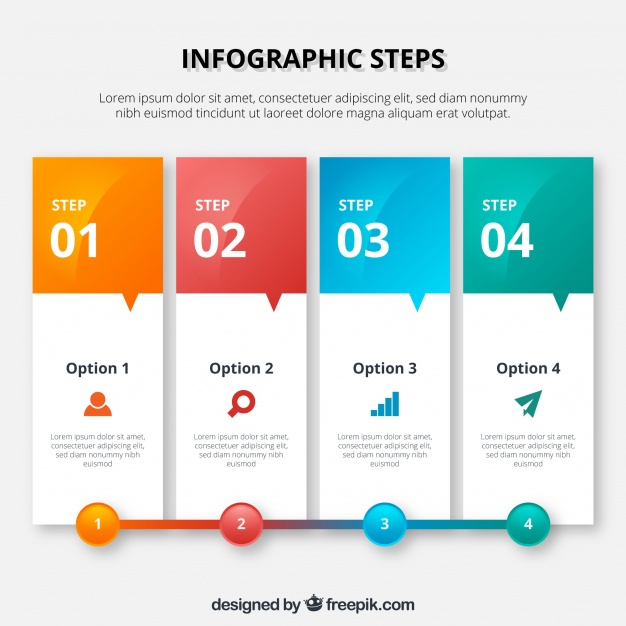 INFOGRAPHIC STEPS
Lorem ipsum dolor sit amet, consectetuer adipiscing elit, sed diam nonummy
nibh euismod tincidunt ut laoreet dolore magna aliquam erat volutpat.
STEP
01
STEP
02
STEP
03
STEP
04
Option 1
Lorem ipsum dolor sit amet,
consectetuer adipiscing elit,
sed diam nonummy nibh
euismod
Option 2
Lorem ipsum dolor sit amet,
consectetuer adipiscing elit,
sed diam nonummy nibh
euismod
Option 3
Lorem ipsum dolor sit amet,
consectetuer adipiscing elit,
sed diam nonummy nibh
euismod
Option 4
Lorem ipsum dolor sit amet,
consectetuer adipiscing elit,
sed diam nonummy nibh
euismod
1
2
3
4
designed by freepik.com